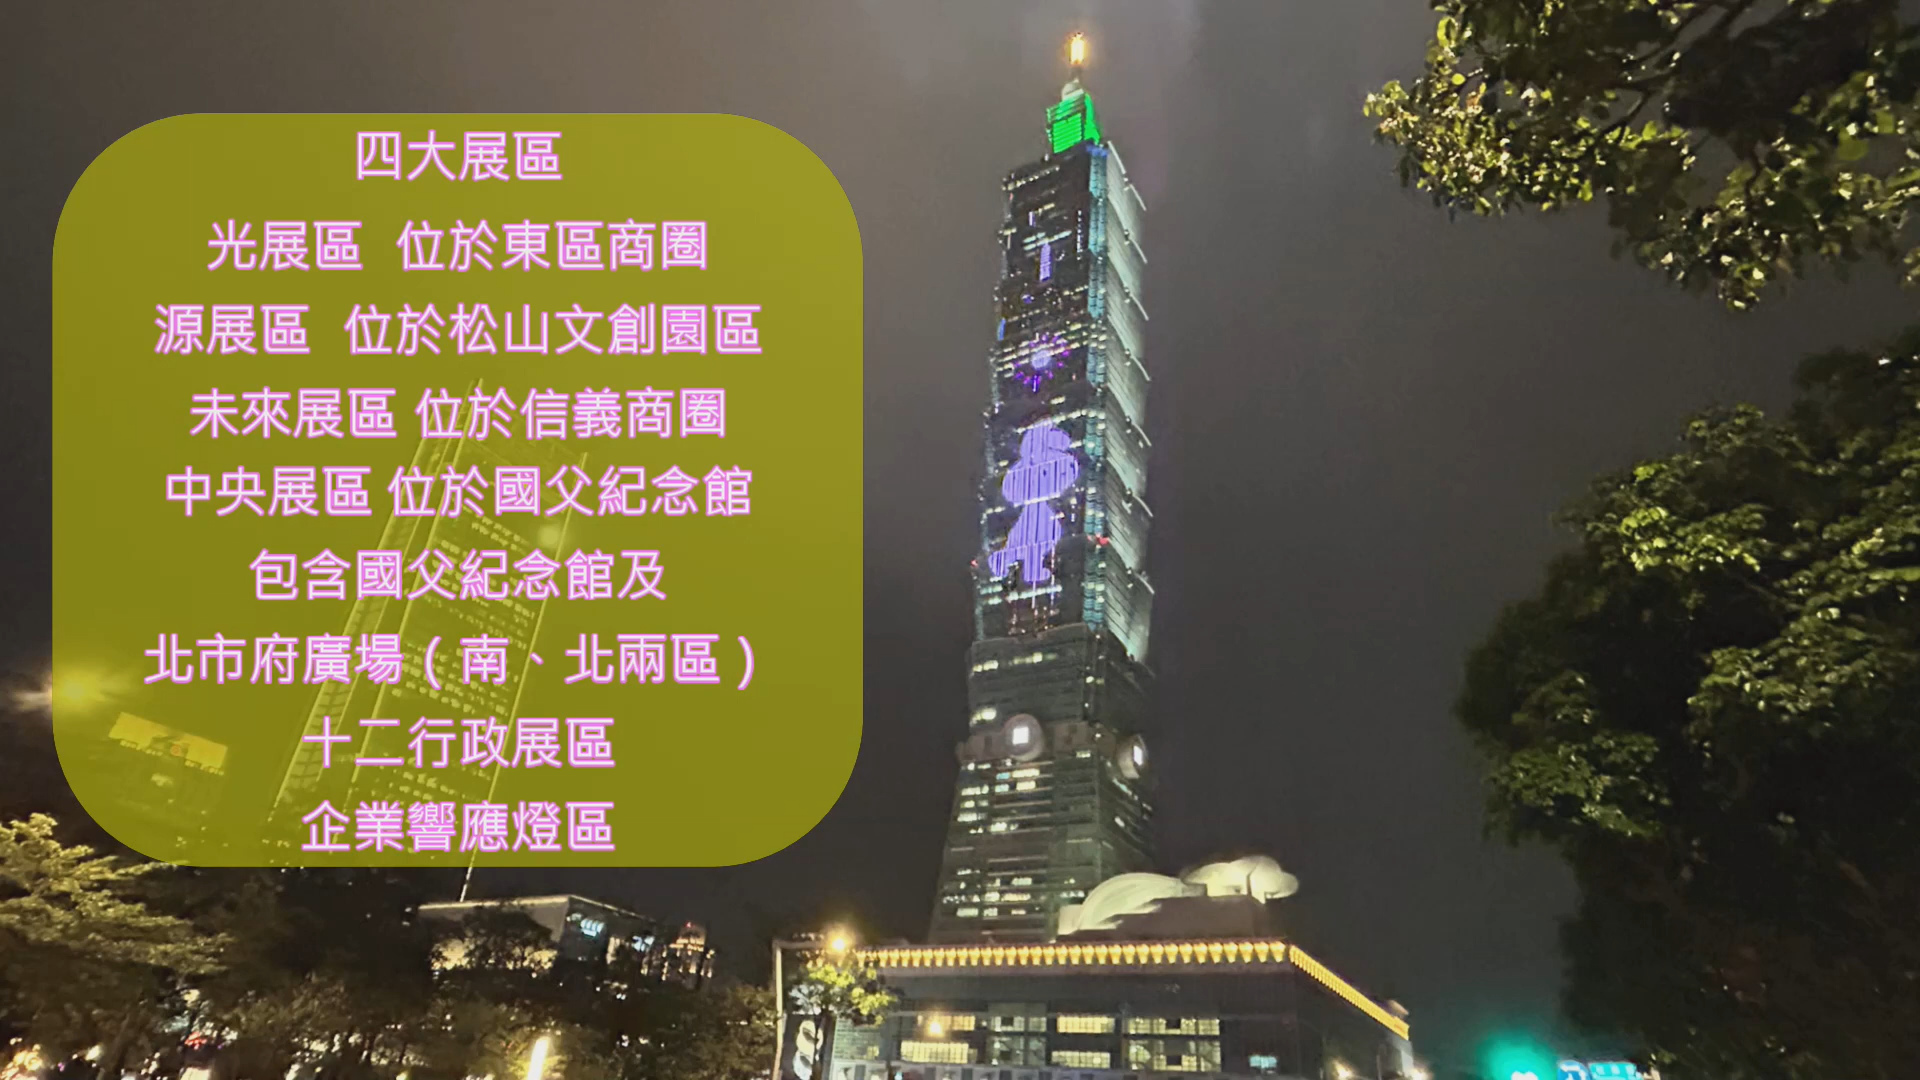 四大展區
光展區 位於東區商圈
源展區 位於松山文創園區
未來展區 位於信義商圈
中央展區 位於國父紀念館
包含國父紀念館及
北市府廣場(南、北兩區)
十二行政展區
企業響應燈區